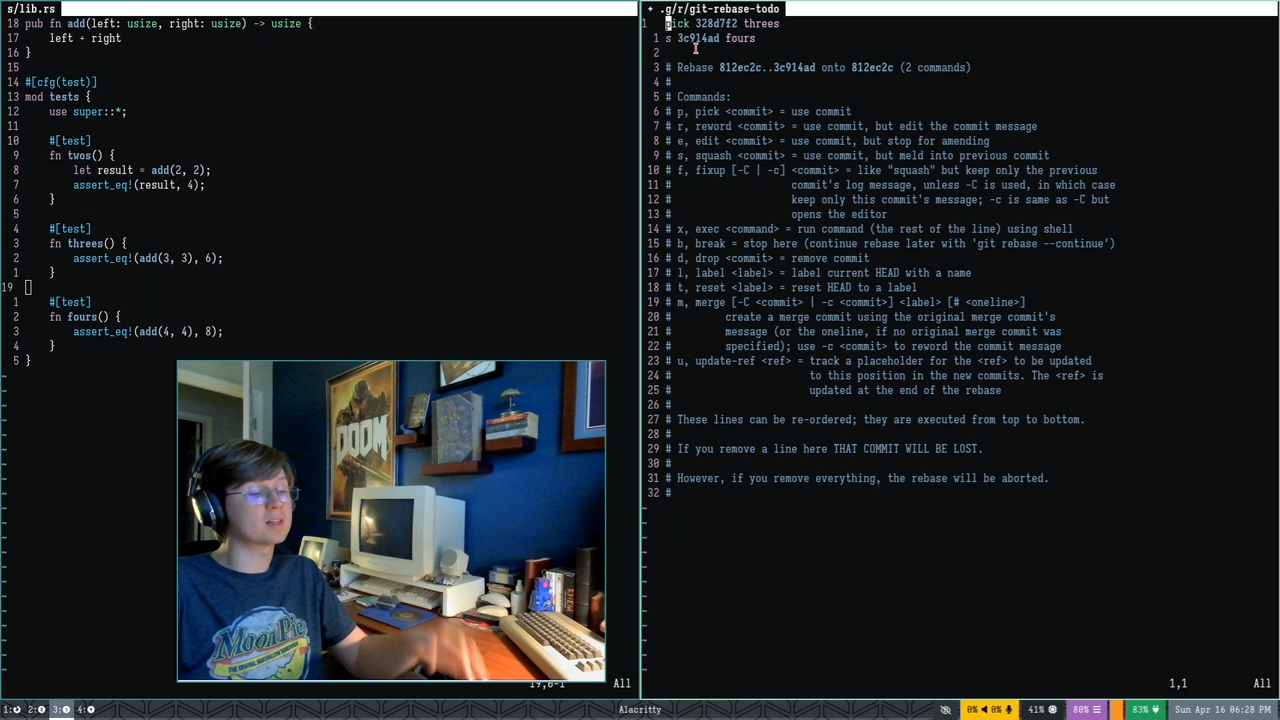 s/lib.rs
18 pub fn add(left: usize, right: usize) -> usize {
17     left + right
16 }
15
14 #[cfg(test)]
13 mod tests {
12     use super::*;
11
10     #[test]
9     fn twos() {
8         let result = add(2, 2);
7         assert_eq!(result, 4);
6     }
5
4     #[test]
3     fn threes() {
2         assert_eq!(add(3, 3), 6);
1     }
19
1     #[test]
2     fn fours() {
3         assert_eq!(add(4, 4), 8);
4     }
5 }
DOOM
MoonPie
All
+ .g/r/git-rebase-todo
1 pick 328d7f2 threes
1 s 3c914ad fours
2
3 # Rebase 812ec2c..3c914ad onto 812ec2c (2 commands)
4 #
5 # Commands:
6 # p, pick <commit> = use commit
7 # r, reword <commit> = use commit, but edit the commit message
8 # e, edit <commit> = use commit, but stop for amending
9 # s, squash <commit> = use commit, but meld into previous commit
10 # f, fixup [-C | -c] <commit> = like "squash" but keep only the previous
11 #                    commit's log message, unless -C is used, in which case
12 #                    keep only this commit's message; -c is same as -C but
13 #                    opens the editor
14 # x, exec <command> = run command (the rest of the line) using shell
15 # b, break = stop here (continue rebase later with 'git rebase --continue')
16 # d, drop <commit> = remove commit
17 # l, label <label> = label current HEAD with a name
18 # t, reset <label> = reset HEAD to a label
19 # m, merge [-C <commit> | -c <commit>] <label> [# <oneline>]
20 #         create a merge commit using the original merge commit's
21 #         message (or the oneline, if no original merge commit was
22 #         specified); use -c <commit> to reword the commit message
23 # u, update-ref <ref> = track a placeholder for the <ref> to be updated
24 #                       to this position in the new commits. The <ref> is
25 #                       updated at the end of the rebase
26 #
27 # These lines can be re-ordered; they are executed from top to bottom.
28 #
29 # If you remove a line here THAT COMMIT WILL BE LOST.
30 #
31 # However, if you remove everything, the rebase will be aborted.
32 #
1,1 All
1: 2: 3: 4: Alacritty 0% 0% 41% 80% 83% Sun Apr 16 06:28 PM